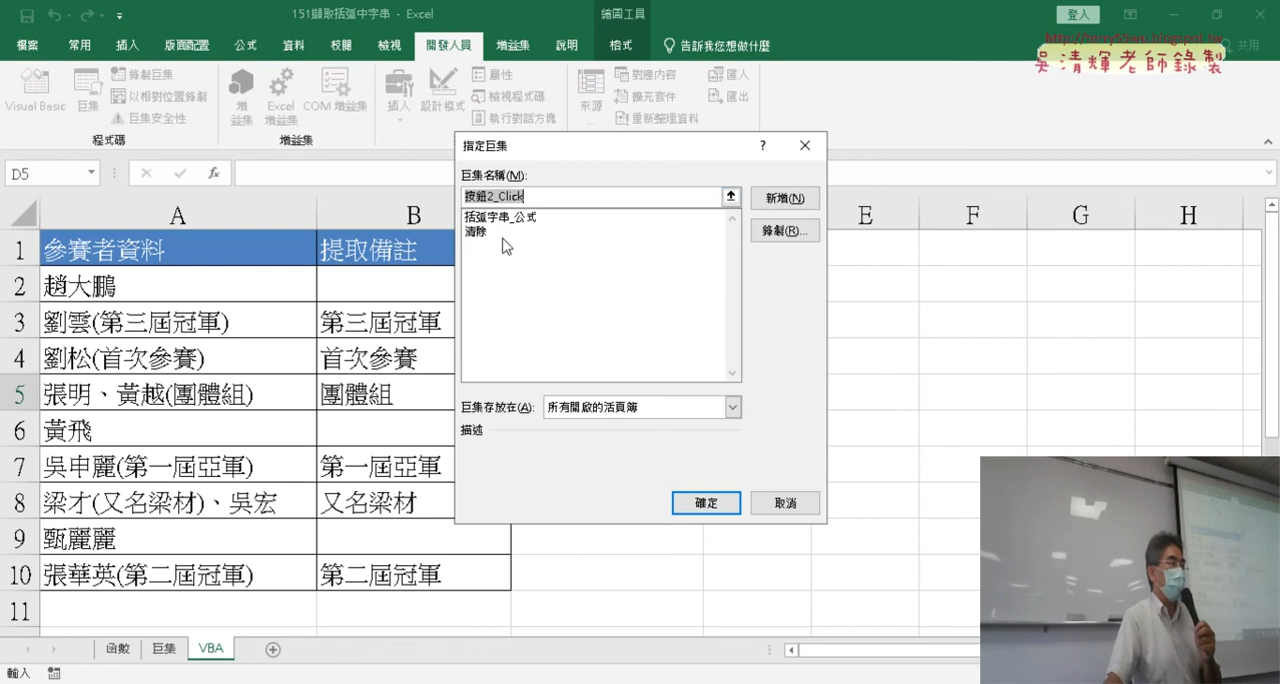 151擷取括弧中字串 - Excel
繪圖工具
登入
檔案 常用 插入 版面配置 公式 資料 校閱 檢視 開發人員 增益集 說明 格式 告訴我您想做什麼 共用
http://terry55wu.blogspot.tw
吳清輝老師錄製
Visual Basic 巨集 錄製巨集 以相對位置錄製 巨集安全性
程式碼
增益集 Excel 增益集 COM 增益集
增益集
插入 設計模式 屬性 檢視程式碼 執行對話方塊
來源 對應內容 擴充套件 重新整理資料 匯入 匯出
D5
fx
指定巨集
巨集名稱(M):
按鈕2_Click
括弧字串_公式
清除
新增(N)
錄製(R)...
巨集存放在(A): 所有開啟的活頁簿
描述
確定 取消
A B E F G H
1 參賽者資料 提取備註
2 趙大鵬
3 劉雲(第三屆冠軍) 第三屆冠軍
4 劉松(首次參賽) 首次參賽
5 張明、黃越(團體組) 團體組
6 黃飛
7 吳申麗(第一屆亞軍) 第一屆亞軍
8 梁才(又名梁材)、吳宏 又名梁材
9 甄麗麗
10 張華英(第二屆冠軍) 第二屆冠軍
11
函數 巨集 VBA
輸入